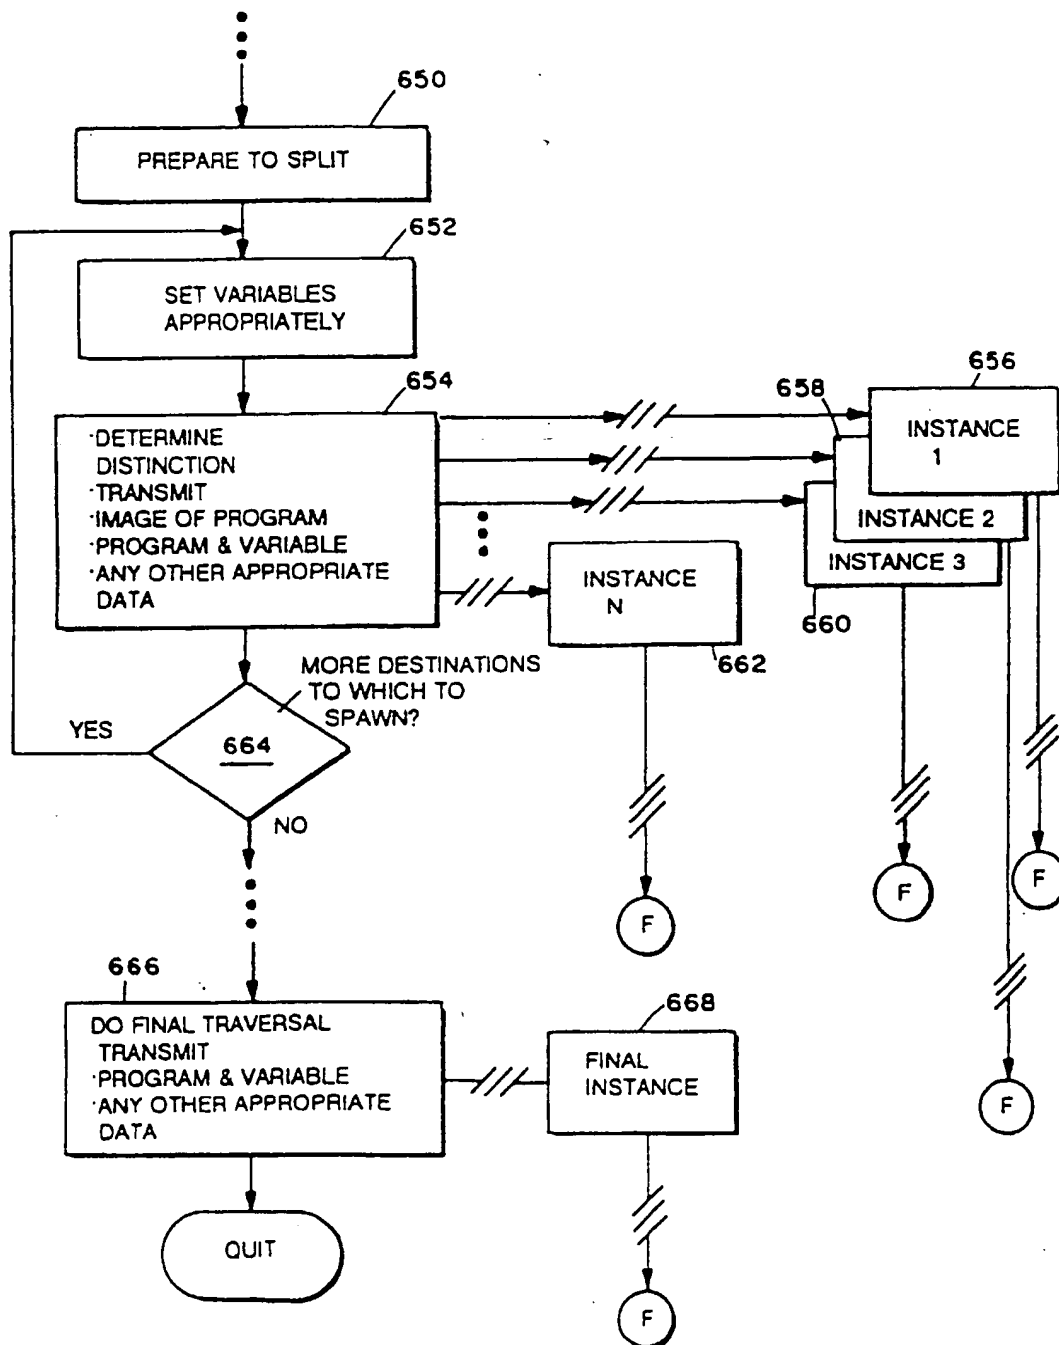 650
PREPARE TO SPLIT
652
SET VARIABLES
APPROPRIATELY
654
·DETERMINE
DISTINCTION
·TRANSMIT
·IMAGE OF PROGRAM
·PROGRAM & VARIABLE
·ANY OTHER APPROPRIATE
DATA
656
INSTANCE
1
658
INSTANCE 2
INSTANCE 3
660
INSTANCE
N
662
MORE DESTINATIONS
TO WHICH TO
SPAWN?
YES
664
NO
F
F
F
F
666
DO FINAL TRAVERSAL
TRANSMIT
·PROGRAM & VARIABLE
·ANY OTHER APPROPRIATE
DATA
668
FINAL
INSTANCE
QUIT
F